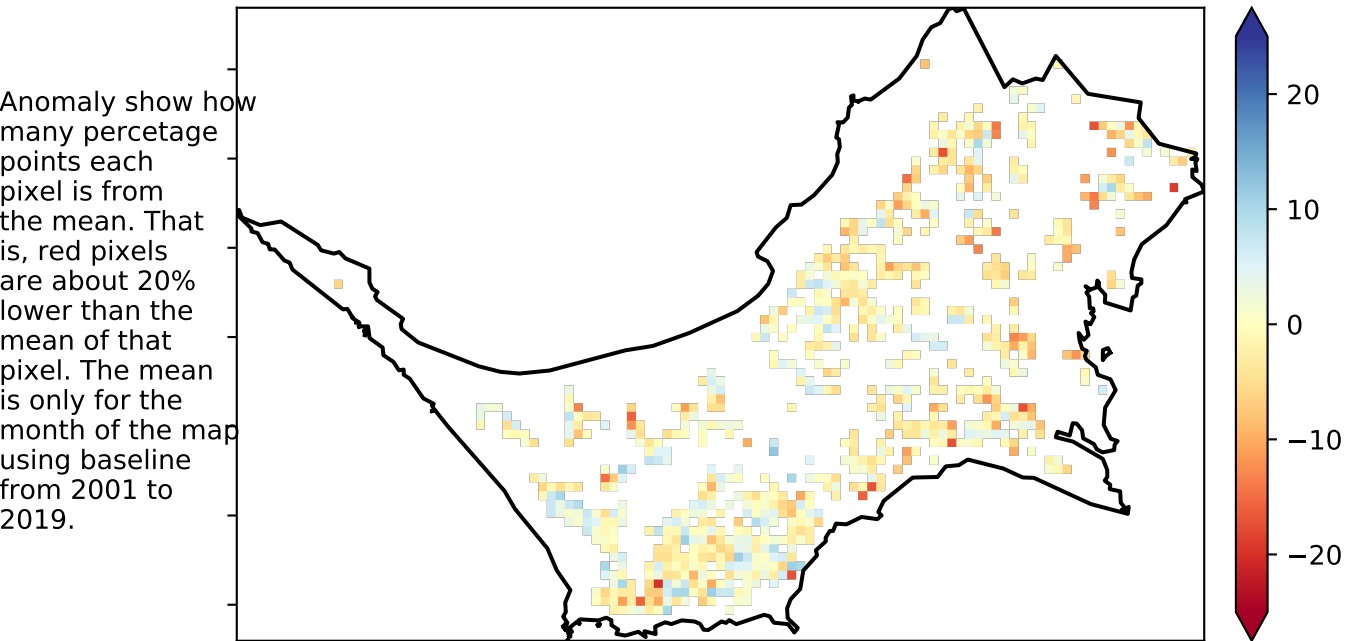 Anomaly show how
many percetage
points each
pixel is from
the mean. That
is, red pixels
are about 20%
lower than the
mean of that
pixel. The mean
is only for the
month of the map
using baseline
from 2001 to
2019.
20
10
0
−10
−20